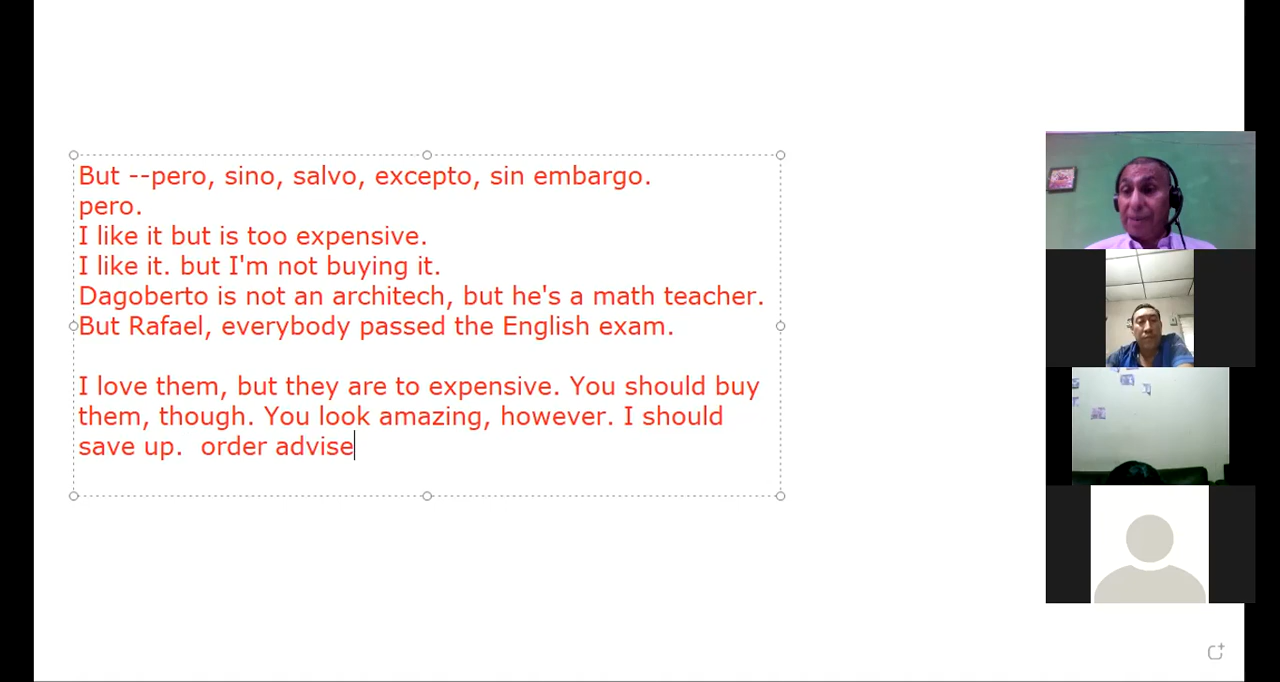 But --pero, sino, salvo, excepto, sin embargo.
pero.
I like it but is too expensive.
I like it. but I'm not buying it.
Dagoberto is not an architech, but he's a math teacher.
But Rafael, everybody passed the English exam.
I love them, but they are to expensive. You should buy
them, though. You look amazing, however. I should
save up.  order advise